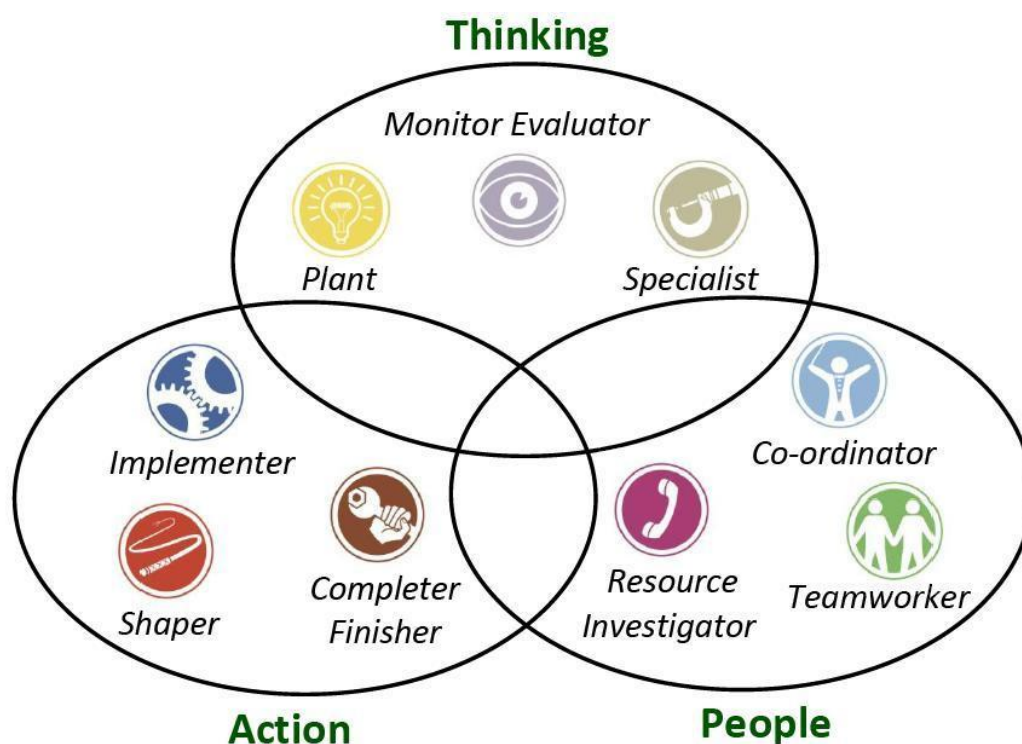 Thinking
Monitor Evaluator
Plant
Specialist
Implementer
Co-ordinator
Shaper
Completer
Finisher
Resource
Investigator
Teamworker
Action
People